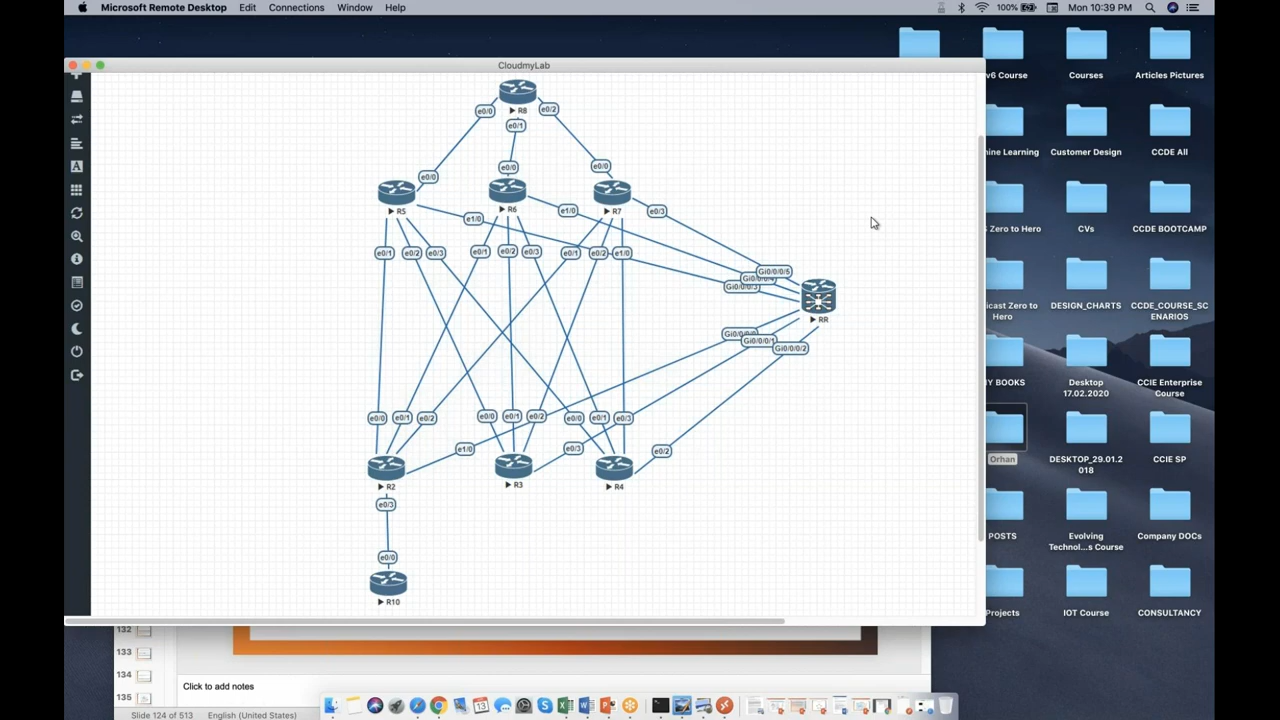 Microsoft Remote Desktop Edit Connections Window Help
100% Mon 10:39 PM
CloudmyLab
v6 Course
Courses
Articles Pictures
hine Learning
Customer Design
CCDE All
Zero to Hero
CVs
CCDE BOOTCAMP
icast Zero to Hero
DESIGN_CHARTS
CCDE_COURSE_SC
ENARIOS
Y BOOKS
Desktop
17.02.2020
CCIE Enterprise
Course
Orhan
DESKTOP_29.01.2
018
CCIE SP
POSTS
Evolving
Technol...s Course
Company DOCs
Projects
IOT Course
CONSULTANCY
R8
e0/0
e0/2
e0/1
e0/0
e0/0
e0/0
R5
R6
R7
e1/0
e1/0
e0/3
e0/1
e0/2
e0/3
e0/1
e0/2
e0/3
e0/1
e0/2
e1/0
Gi0/0/0/5
Gi0/0/0/3
RR
Gi0/0/0/1
Gi0/0/0/2
e0/0
e0/1
e0/2
e0/0
e0/1
e0/2
e0/0
e0/1
e0/3
e1/0
e0/3
e0/2
R2
R3
R4
e0/3
e0/0
R10
132
133
134
135
Click to add notes
Slide 124 of 513 English (United States)